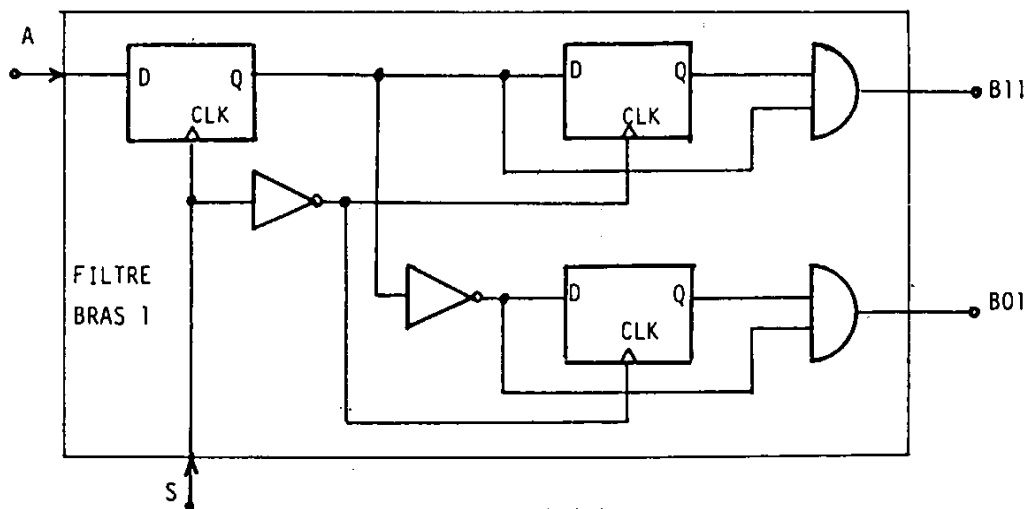 A
D Q
CLK
D Q
CLK
B11
FILTRE
BRAS 1
D Q
CLK
B01
S